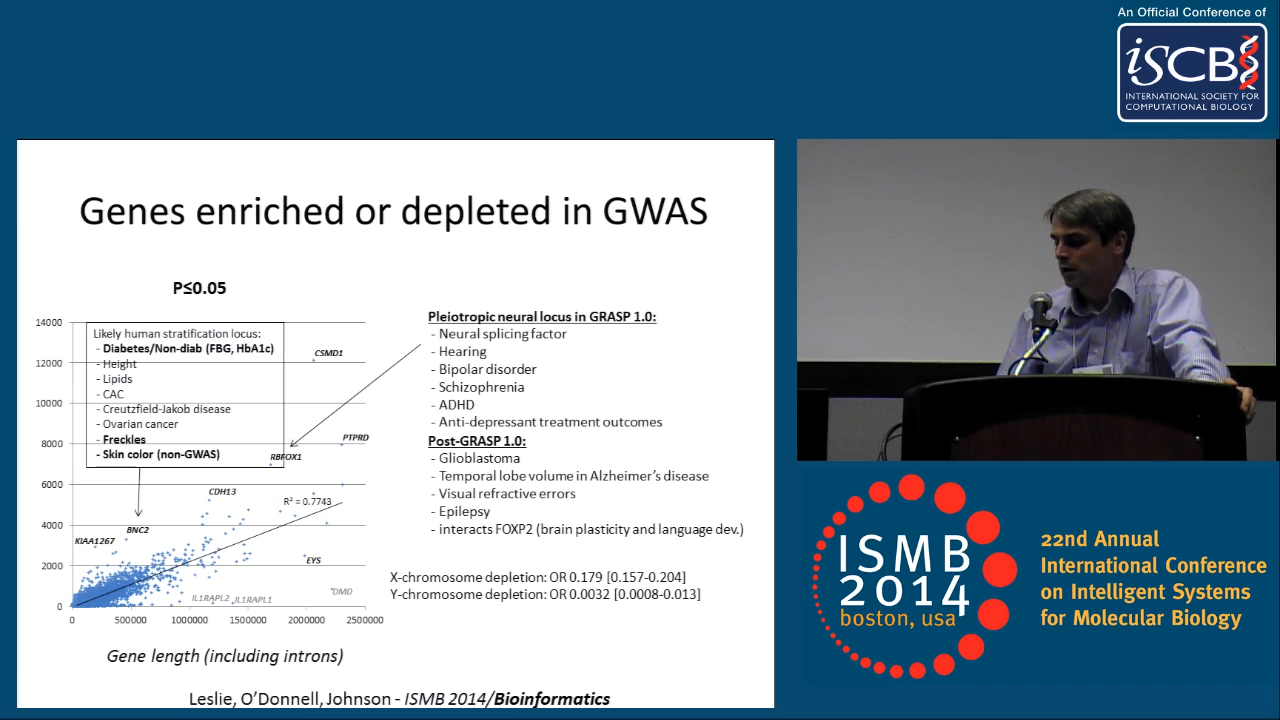 An Official Conference of
iSCB
INTERNATIONAL SOCIETY FOR
COMPUTATIONAL BIOLOGY
Genes enriched or depleted in GWAS
P≤0.05
14000
12000
10000
8000
6000
4000
2000
0
Likely human stratification locus:
- Diabetes/Non-diab (FBG, HbA1c)
- Height
- Lipids
- CAC
- Creutzfield-Jakob disease
- Ovarian cancer
- Freckles
- Skin color (non-GWAS)
CSMD1
PTPRD
RBFOX1
CDH13
R² = 0.7743
BNC2
KIAA1267
EYS
IL1RAPL2
IL1RAPL1
DMD
0
500000
1000000
1500000
2000000
2500000
Gene length (including introns)
Pleiotropic neural locus in GRASP 1.0:
- Neural splicing factor
- Hearing
- Bipolar disorder
- Schizophrenia
- ADHD
- Anti-depressant treatment outcomes
Post-GRASP 1.0:
- Glioblastoma
- Temporal lobe volume in Alzheimer's disease
- Visual refractive errors
- Epilepsy
- interacts FOXP2 (brain plasticity and language dev.)
X-chromosome depletion: OR 0.179 [0.157-0.204]
Y-chromosome depletion: OR 0.0032 [0.0008-0.013]
Leslie, O'Donnell, Johnson - ISMB 2014/Bioinformatics
ISMB
2014
boston, usa
22nd Annual
International Conference
on Intelligent Systems
for Molecular Biology